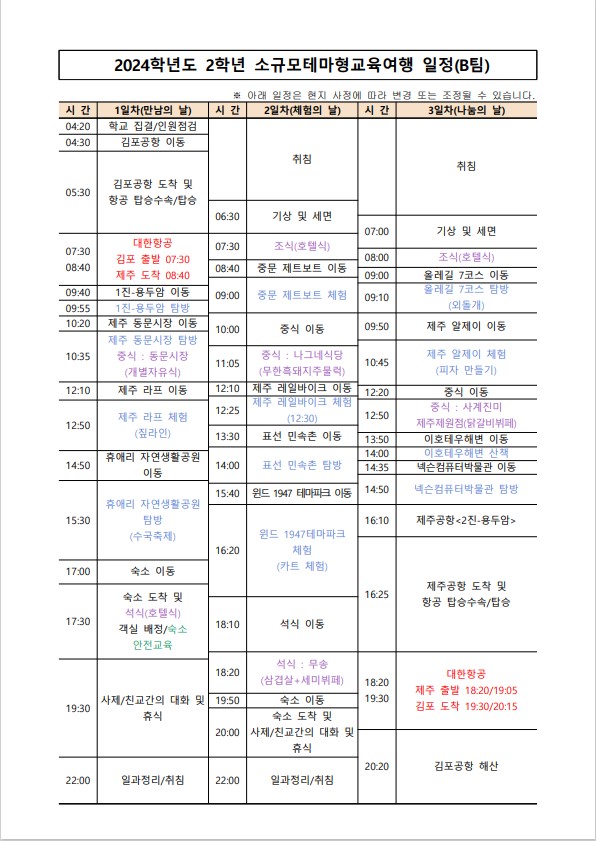 2024학년도 2학년 소규모테마형교육여행 일정(B팀)
※ 아래 일정은 현지 사정에 따라 변경 또는 조정될 수 있습니다.
시 간
1일차(만남의 날)
04:20
학교 집결/인원점검
04:30
김포공항 이동
05:30
김포공항 도착 및
항공 탑승수속/탑승
07:30
08:40
대한항공
김포 출발 07:30
제주 도착 08:40
09:40
1진-용두암 이동
09:55
1진-용두암 탐방
10:20
제주 동문시장 이동
10:35
제주 동문시장 탐방
중식 : 동문시장
(개별자유식)
12:10
제주 라프 이동
12:50
제주 라프 체험
(짚라인)
14:50
휴애리 자연생활공원
이동
15:30
휴애리 자연생활공원
탐방
(수국축제)
17:00
숙소 이동
17:30
숙소 도착 및
석식(호텔식)
객실 배정/숙소
안전교육
19:30
사제/친교간의 대화 및
휴식
22:00
일과정리/취침
시 간
2일차(체험의 날)
취침
06:30
기상 및 세면
07:30
조식(호텔식)
08:40
중문 제트보트 이동
09:00
중문 제트보트 체험
10:00
중식 이동
11:05
중식 : 나그네식당
(무한흑돼지주물럭)
12:10
제주 레일바이크 이동
12:25
제주 레일바이크 체험
(12:30)
13:30
표선 민속촌 이동
14:00
표선 민속촌 탐방
15:40
윈드 1947 테마파크 이동
16:20
윈드 1947테마파크
체험
(카트 체험)
18:10
석식 이동
18:20
석식 : 무송
(삼겹살+세미뷔페)
19:50
숙소 이동
20:00
숙소 도착 및
사제/친교간의 대화 및
휴식
22:00
일과정리/취침
시 간
3일차(나눔의 날)
취침
07:00
기상 및 세면
08:00
조식(호텔식)
09:00
올레길 7코스 이동
09:10
올레길 7코스 탐방
(외돌개)
09:50
제주 알제이 이동
10:45
제주 알제이 체험
(피자 만들기)
12:20
중식 이동
12:50
중식 : 사계진미
제주제원점(닭갈비뷔페)
13:50
이호테우해변 이동
14:00
이호테우해변 산책
14:35
넥슨컴퓨터박물관 이동
14:50
넥슨컴퓨터박물관 탐방
16:10
제주공항<2진-용두암>
16:25
제주공항 도착 및
항공 탑승수속/탑승
18:20
19:30
대한항공
제주 출발 18:20/19:05
김포 도착 19:30/20:15
20:20
김포공항 해산